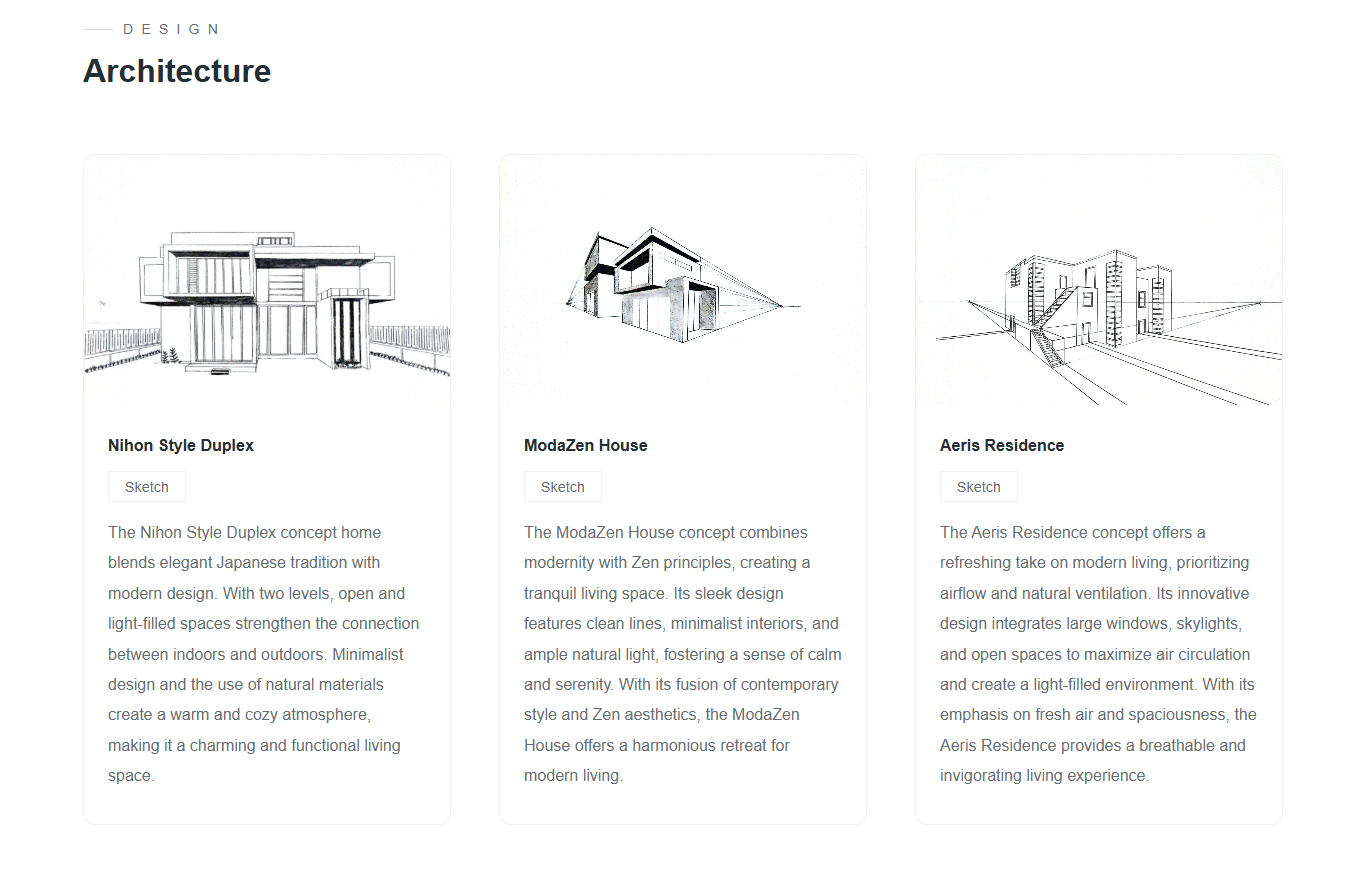 DESIGN
Architecture
Nihon Style Duplex
Sketch
The Nihon Style Duplex concept home
blends elegant Japanese tradition with
modern design. With two levels, open and
light-filled spaces strengthen the connection
between indoors and outdoors. Minimalist
design and the use of natural materials
create a warm and cozy atmosphere,
making it a charming and functional living
space.
ModaZen House
Sketch
The ModaZen House concept combines
modernity with Zen principles, creating a
tranquil living space. Its sleek design
features clean lines, minimalist interiors, and
ample natural light, fostering a sense of calm
and serenity. With its fusion of contemporary
style and Zen aesthetics, the ModaZen
House offers a harmonious retreat for
modern living.
Aeris Residence
Sketch
The Aeris Residence concept offers a
refreshing take on modern living, prioritizing
airflow and natural ventilation. Its innovative
design integrates large windows, skylights,
and open spaces to maximize air circulation
and create a light-filled environment. With its
emphasis on fresh air and spaciousness, the
Aeris Residence provides a breathable and
invigorating living experience.